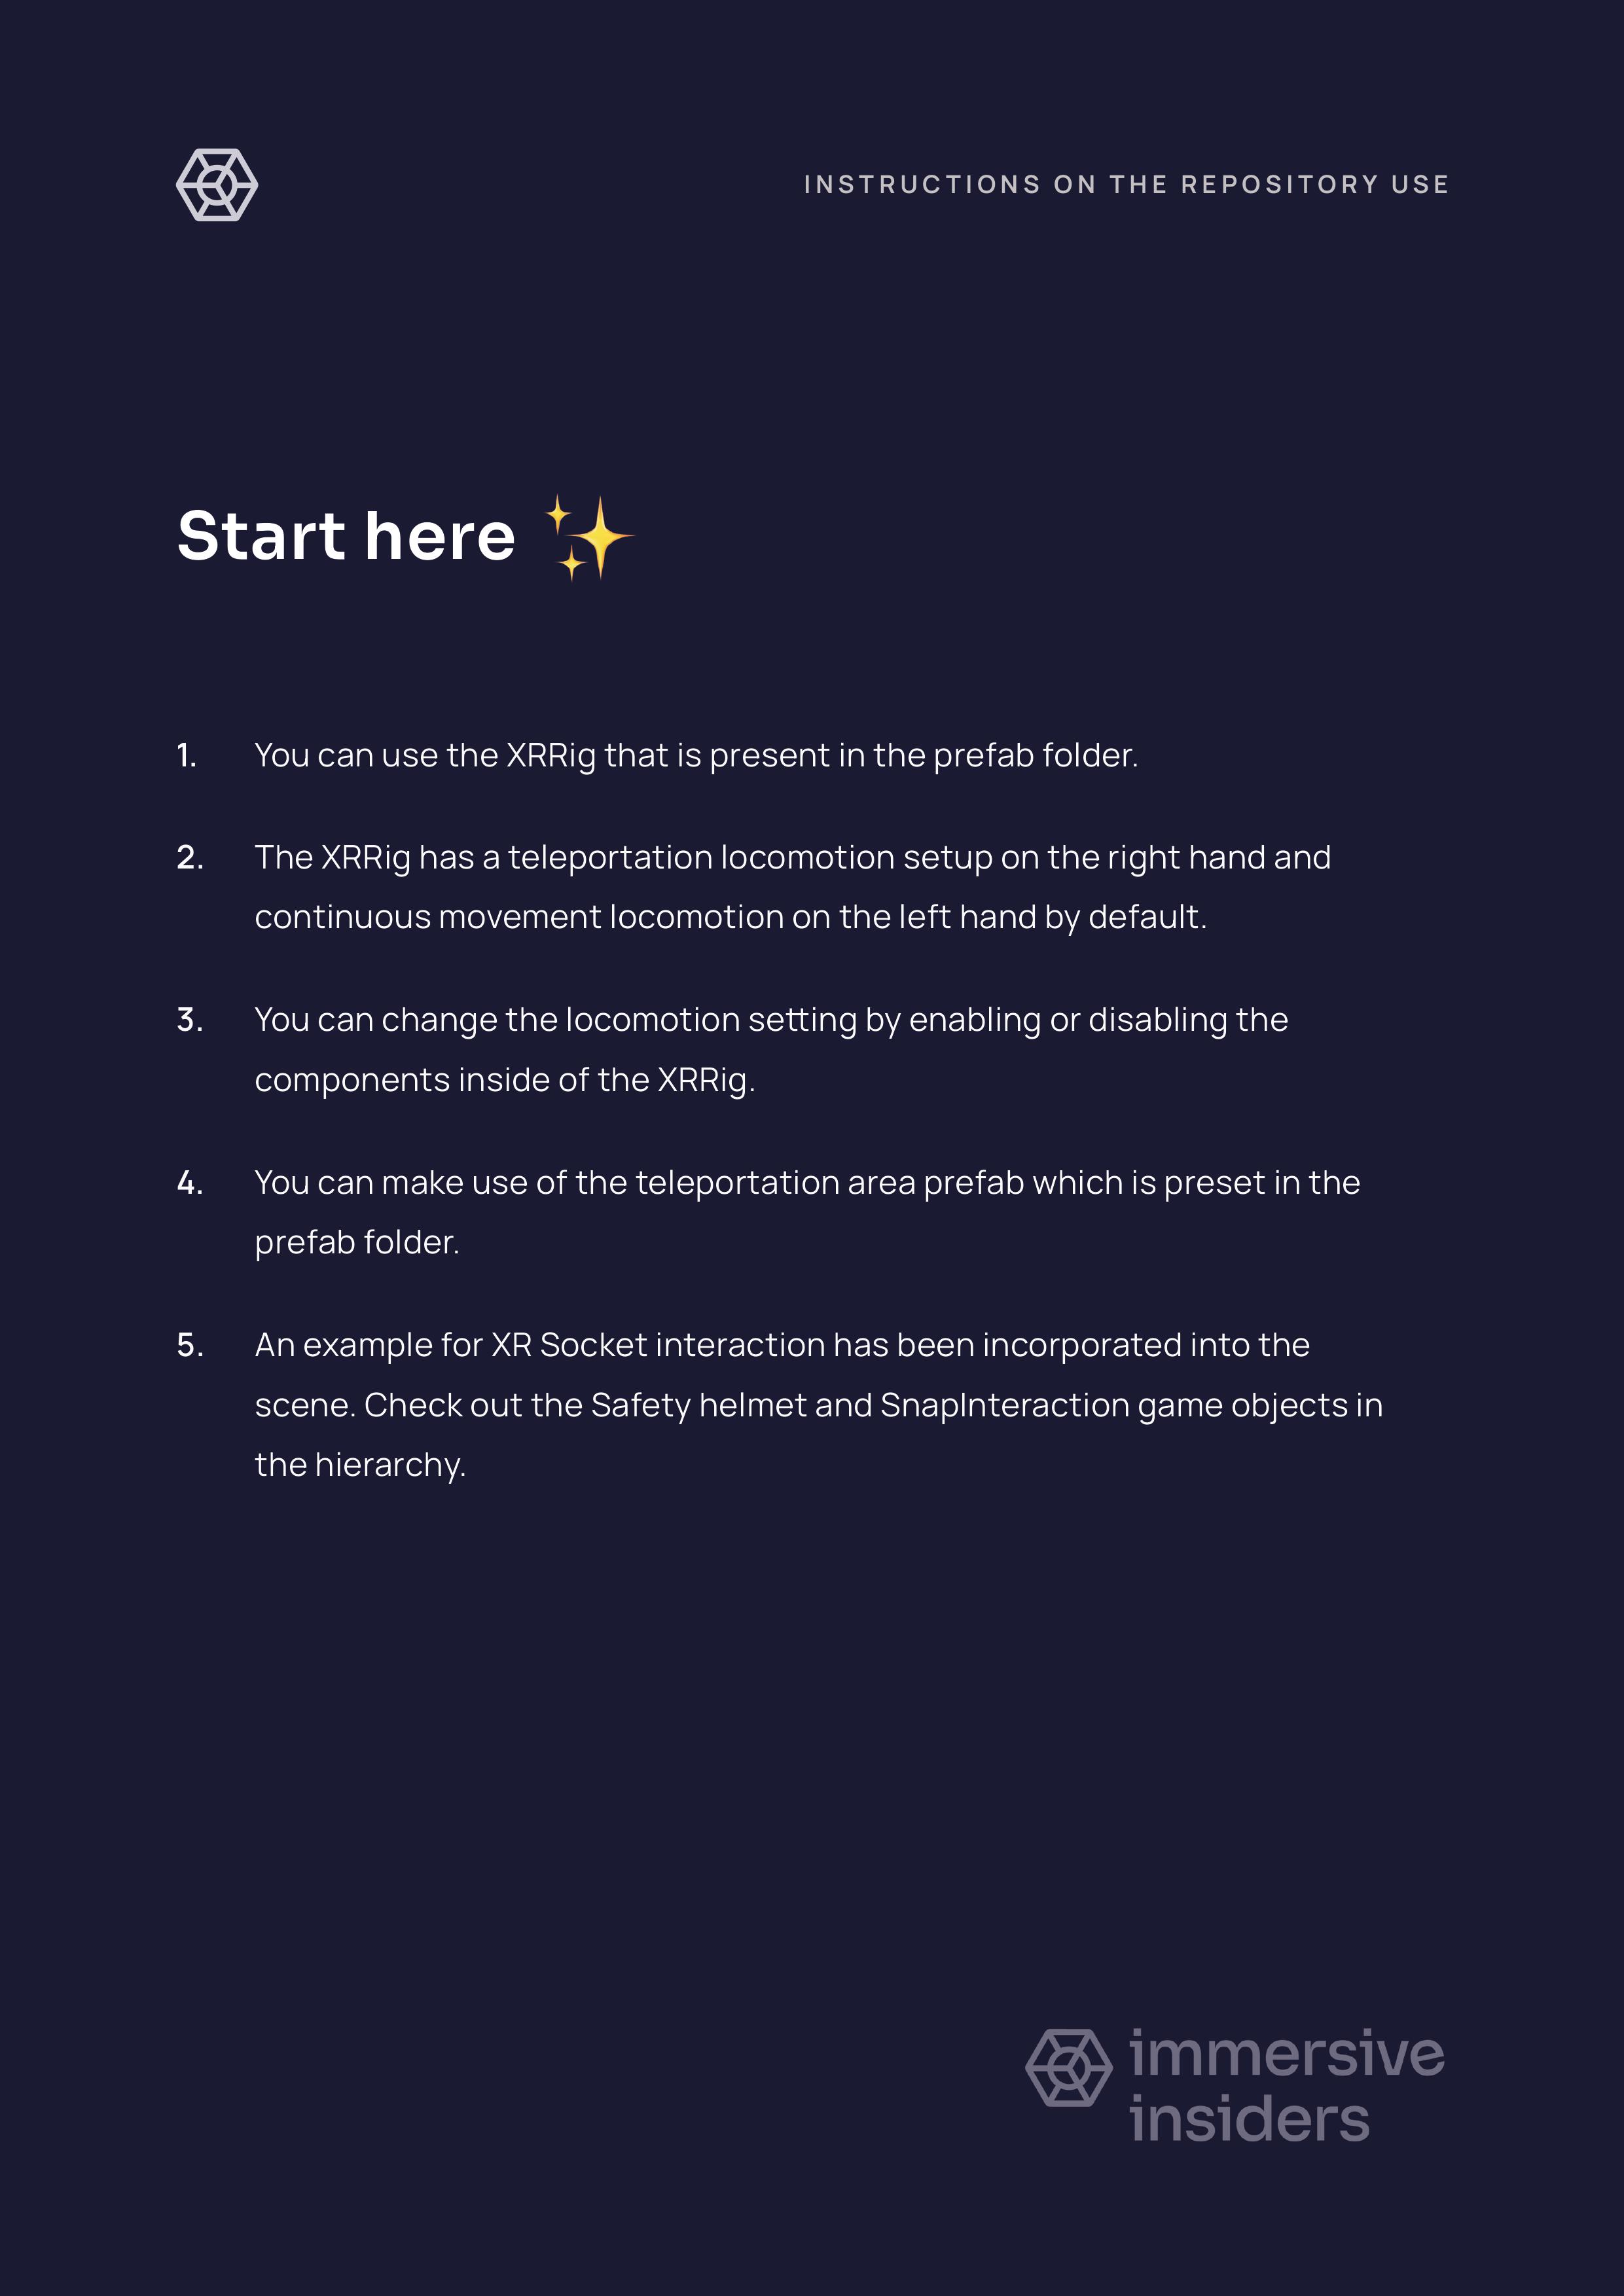 INSTRUCTIONS ON THE REPOSITORY USE
Start here ✨
1. You can use the XRRig that is present in the prefab folder.
2. The XRRig has a teleportation locomotion setup on the right hand and
continuous movement locomotion on the left hand by default.
3. You can change the locomotion setting by enabling or disabling the
components inside of the XRRig.
4. You can make use of the teleportation area prefab which is preset in the
prefab folder.
5. An example for XR Socket interaction has been incorporated into the
scene. Check out the Safety helmet and SnapInteraction game objects in
the hierarchy.
immersive
insiders